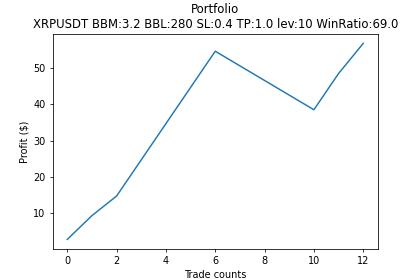 Portfolio
XRPUSDT BBM:3.2 BBL:280 SL:0.4 TP:1.0 lev:10 WinRatio:69.0
50
40
30
20
10
Profit ($)
0 2 4 6 8 10 12
Trade counts